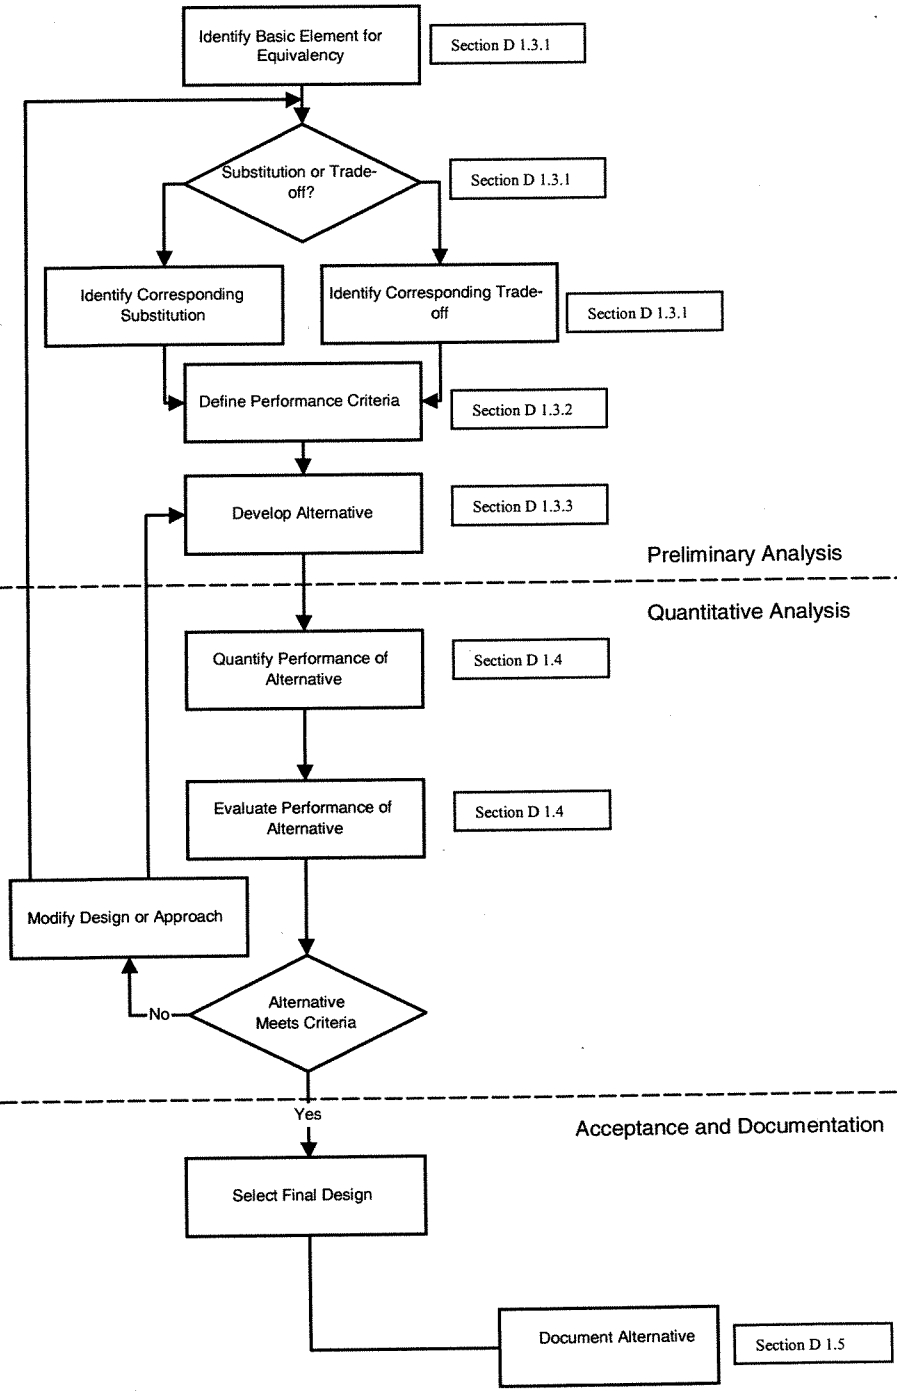 Identify Basic Element for
Equivalency
Section D 1.3.1
Substitution or Trade-
off?
Section D 1.3.1
Identify Corresponding
Substitution
Identify Corresponding Trade-
off
Section D 1.3.1
Define Performance Criteria
Section D 1.3.2
Develop Alternative
Section D 1.3.3
Preliminary Analysis
Quantitative Analysis
Quantify Performance of
Alternative
Section D 1.4
Evaluate Performance of
Alternative
Section D 1.4
Modify Design or Approach
No
Alternative
Meets Criteria
Yes
Acceptance and Documentation
Select Final Design
Document Alternative
Section D 1.5